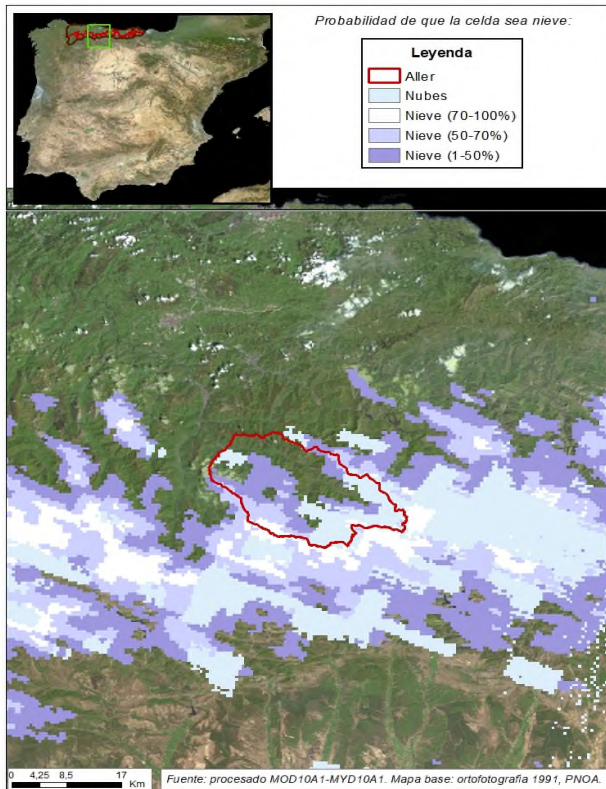 Probabilidad de que la celda sea nieve:
Leyenda
Aller
Nubes
Nieve (70-100%)
Nieve (50-70%)
Nieve (1-50%)
0 4,25 8,5 17
Km
Fuente: procesado MOD10A1-MYD10A1. Mapa base: ortofotografia 1991, PNOA.